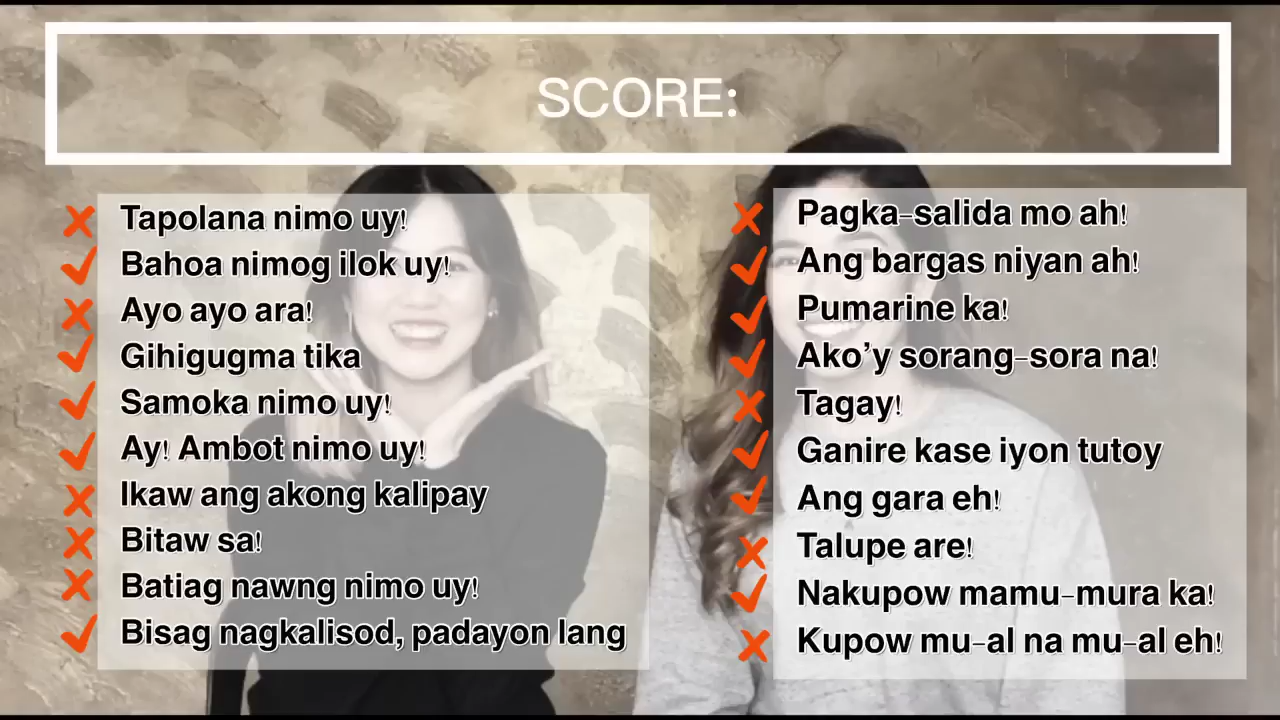 SCORE:
Tapolana nimo uy!
Bahoa nimog ilok uy!
Ayo ayo ara!
Gihigugma tika
Samoka nimo uy!
Ay! Ambot nimo uy!
Ikaw ang akong kalipay
Bitaw sa!
Batiag nawng nimo uy!
Bisag nagkalisod, padayon lang
Pagka-salida mo ah!
Ang bargas niyan ah!
Pumarine ka!
Ako’y sorang-sora na!
Tagay!
Ganire kase iyon tutoy
Ang gara eh!
Talupe are!
Nakupow mamu-mura ka!
Kupow mu-al na mu-al eh!